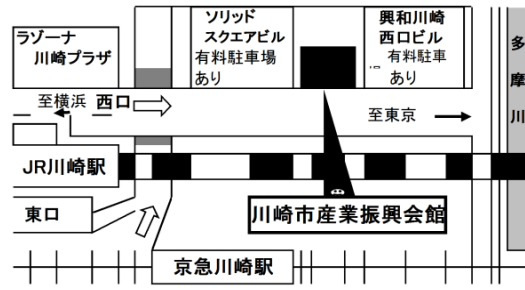 ラゾーナ
川崎プラザ
ソリッド
スクエアビル
有料駐車場
あり
興和川崎
西口ビル
有料駐車
場
あり
多
摩
川
至横浜
西口
至東京
JR川崎駅
東口
川崎市産業振興会館
京急川崎駅